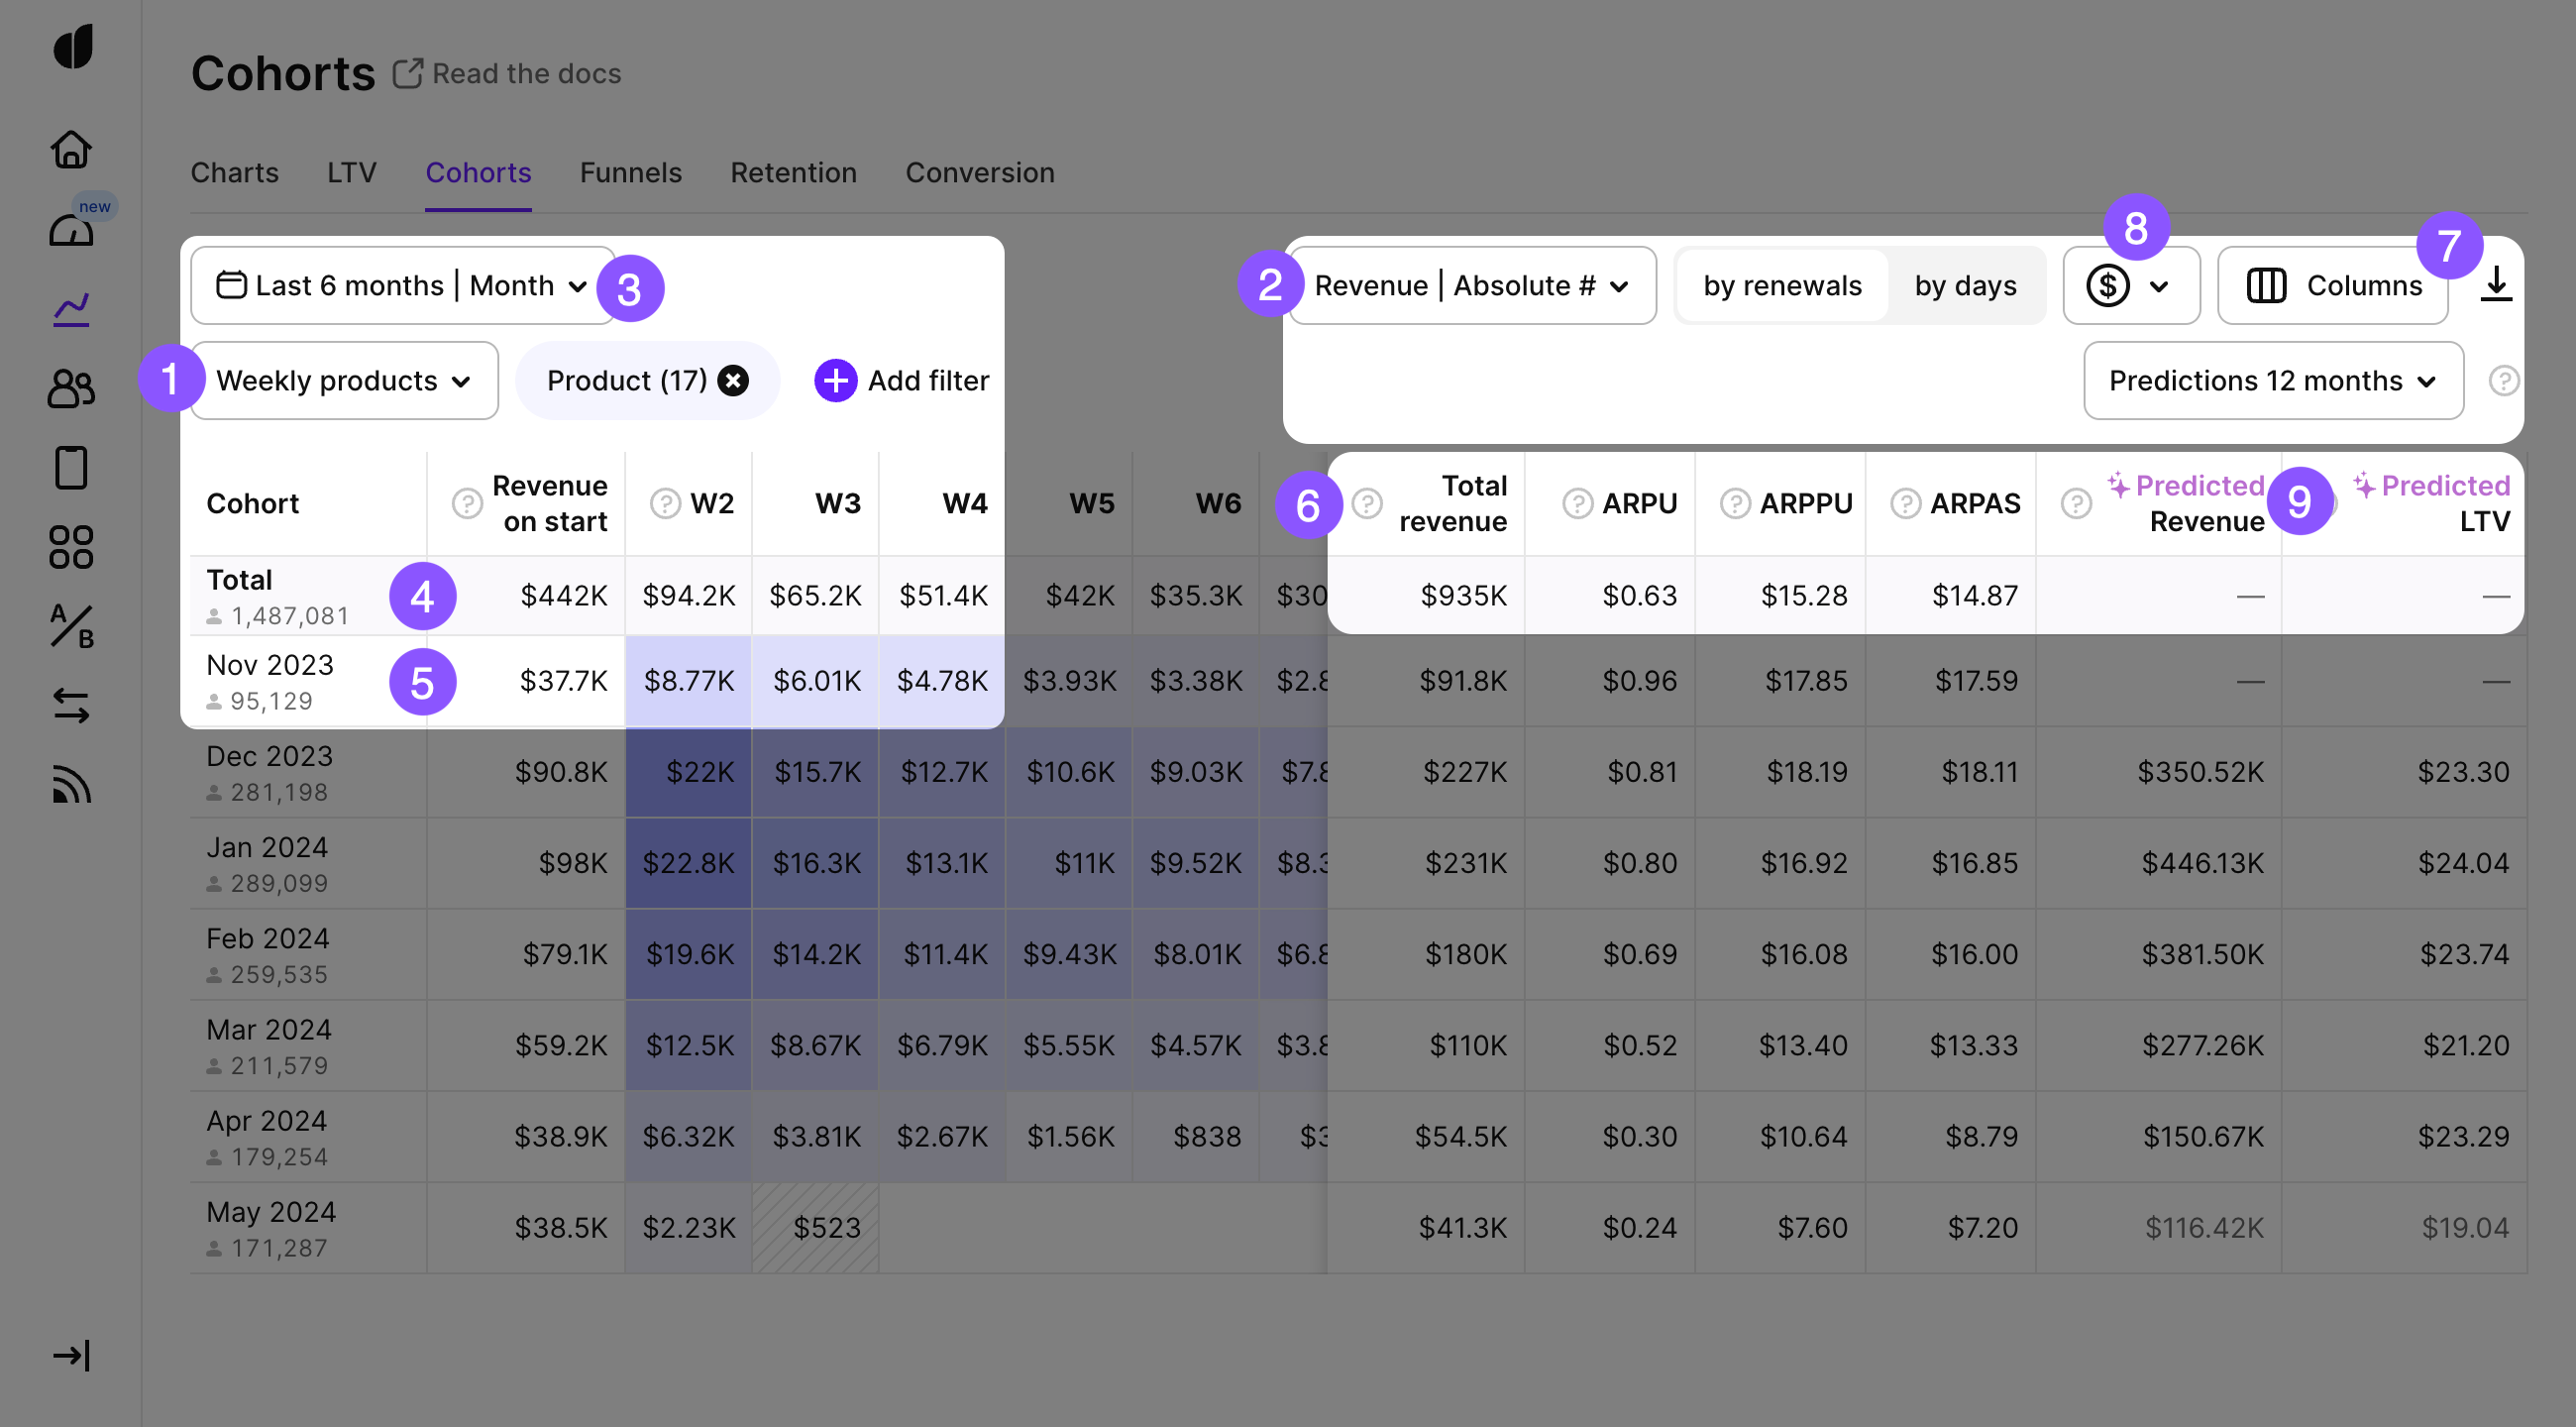 Cohorts Read the docs
new
Charts LTV Cohorts Funnels Retention Conversion
Last 6 months | Month 3
2 Revenue | Absolute # by renewals by days 8 Columns 7
1 Weekly products Product (17) Add filter
Predictions 12 months ?
Cohort ? Revenue on start ? W2 W3 W4 W5 W6 6 ? Total revenue ? ARPU ? ARPPU ? ARPAS ? Predicted Revenue 9 Predicted LTV
Total 4 $442K $94.2K $65.2K $51.4K $42K $35.3K $30 $935K $0.63 $15.28 $14.87 — —
1,487,081
Nov 2023 5 $37.7K $8.77K $6.01K $4.78K $3.93K $3.38K $2.8 $91.8K $0.96 $17.85 $17.59 — —
95,129
Dec 2023 $90.8K $22K $15.7K $12.7K $10.6K $9.03K $7.8 $227K $0.81 $18.19 $18.11 $350.52K $23.30
281,198
Jan 2024 $98K $22.8K $16.3K $13.1K $11K $9.52K $8.3 $231K $0.80 $16.92 $16.85 $446.13K $24.04
289,099
Feb 2024 $79.1K $19.6K $14.2K $11.4K $9.43K $8.01K $6.8 $180K $0.69 $16.08 $16.00 $381.50K $23.74
259,535
Mar 2024 $59.2K $12.5K $8.67K $6.79K $5.55K $4.57K $3.8 $110K $0.52 $13.40 $13.33 $277.26K $21.20
211,579
Apr 2024 $38.9K $6.32K $3.81K $2.67K $1.56K $838 $3 $54.5K $0.30 $10.64 $8.79 $150.67K $23.29
179,254
May 2024 $38.5K $2.23K $523 $41.3K $0.24 $7.60 $7.20 $116.42K $19.04
171,287
A/B